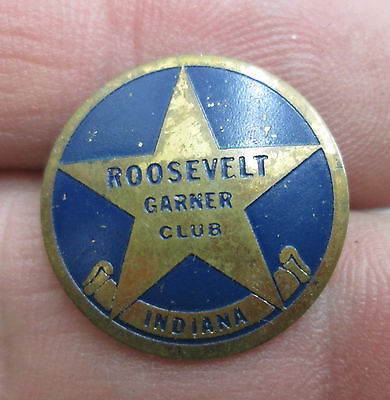 ROOSEVELT
GARNER
CLUB
INDIANA